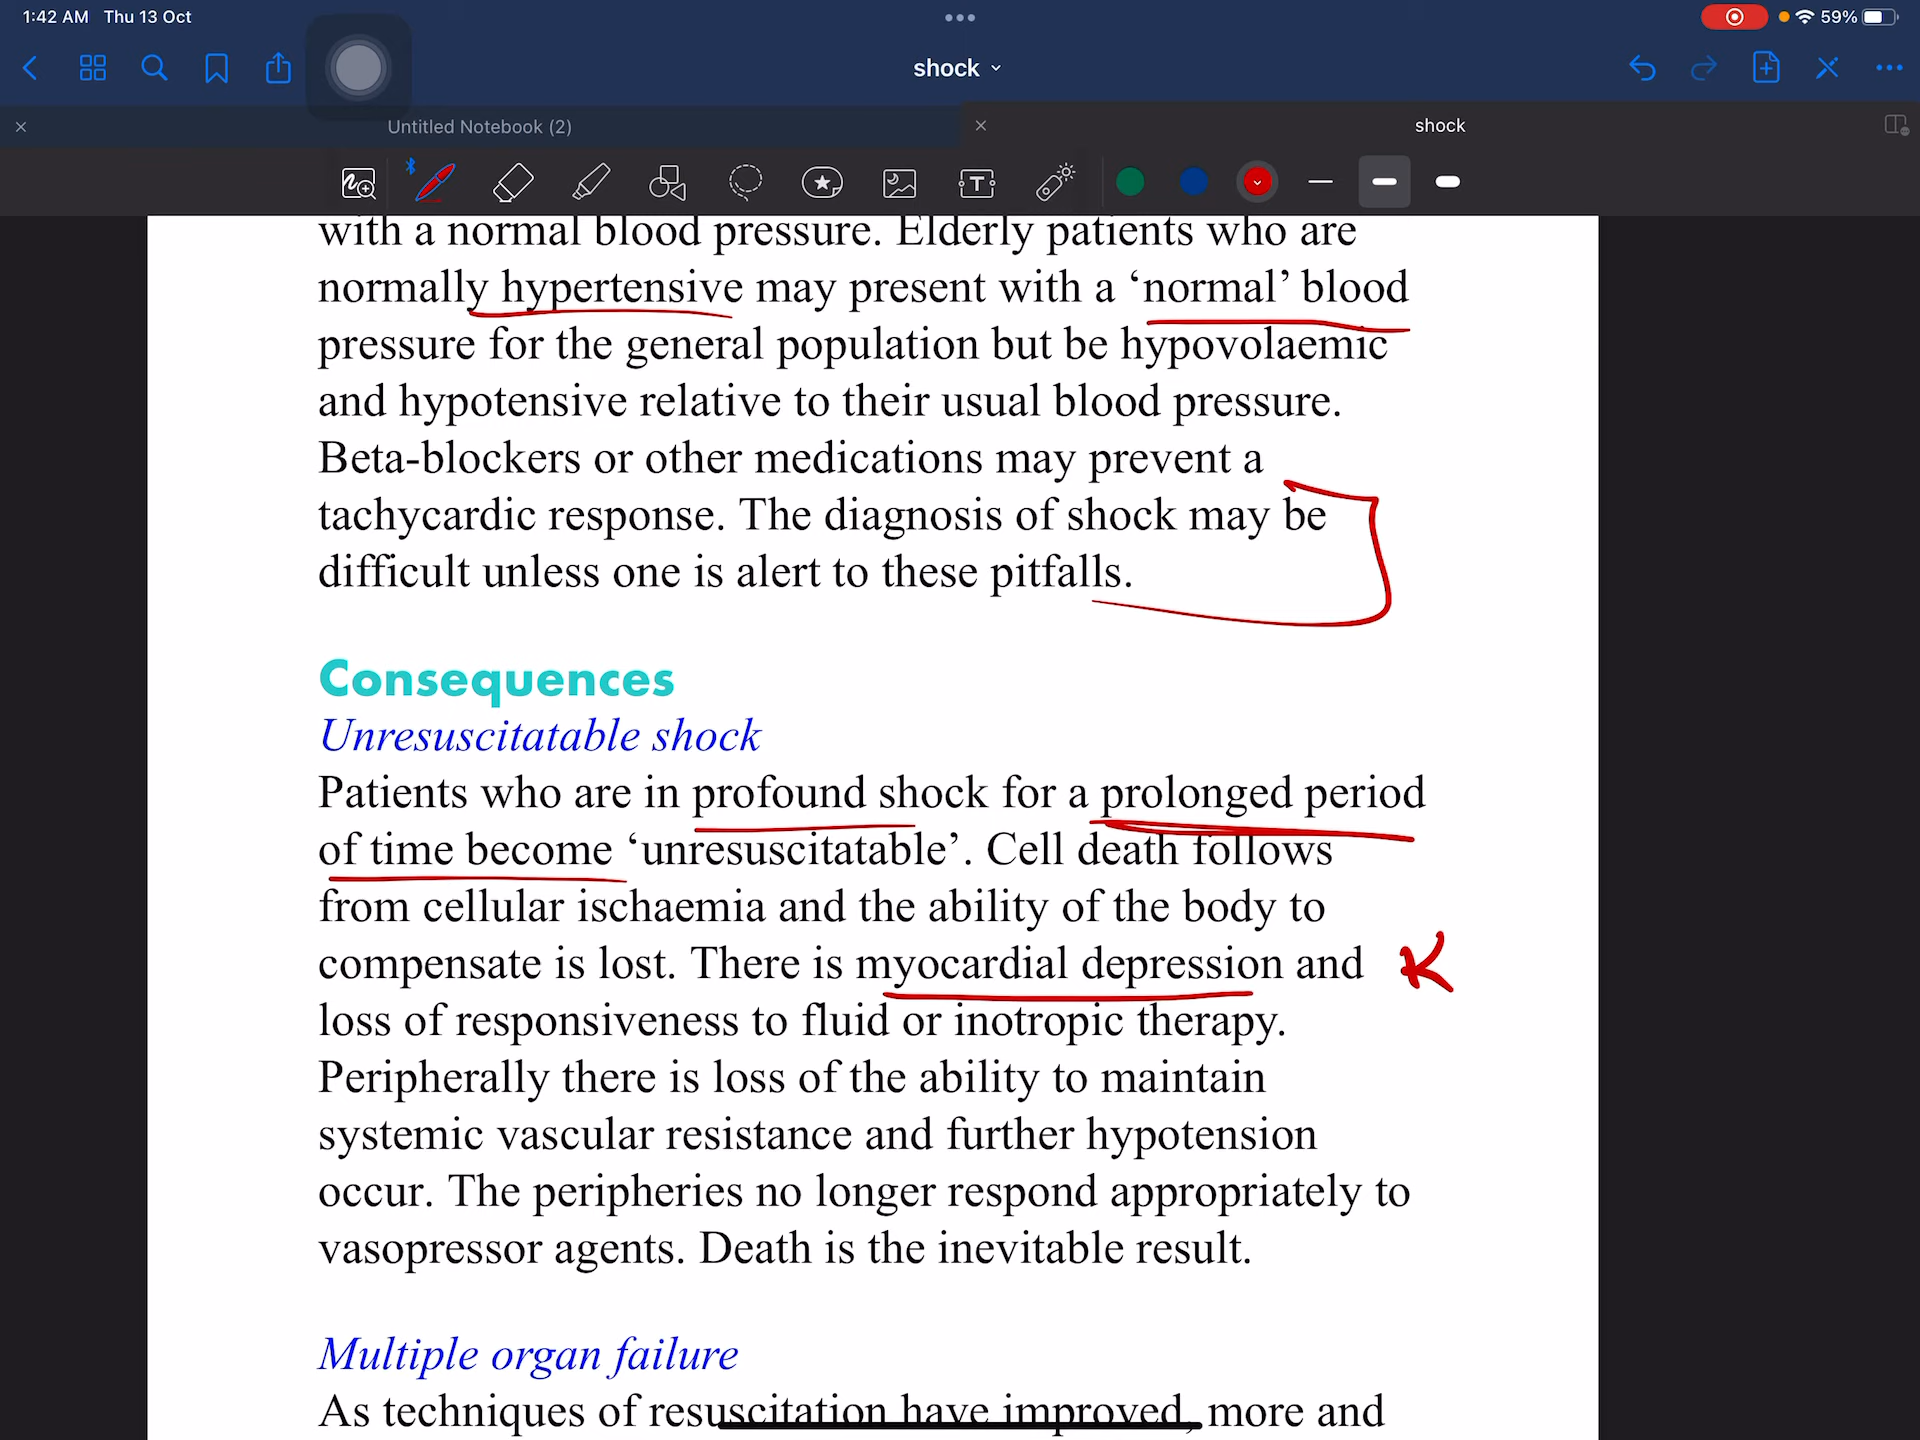 1:42 AM Thu 13 Oct
59%
shock
Untitled Notebook (2)
shock
with a normal blood pressure. Elderly patients who are
normally hypertensive may present with a ‘normal’ blood
pressure for the general population but be hypovolaemic
and hypotensive relative to their usual blood pressure.
Beta-blockers or other medications may prevent a
tachycardic response. The diagnosis of shock may be
difficult unless one is alert to these pitfalls.
Consequences
Unresuscitatable shock
Patients who are in profound shock for a prolonged period
of time become ‘unresuscitatable’. Cell death follows
from cellular ischaemia and the ability of the body to
compensate is lost. There is myocardial depression and K
loss of responsiveness to fluid or inotropic therapy.
Peripherally there is loss of the ability to maintain
systemic vascular resistance and further hypotension
occur. The peripheries no longer respond appropriately to
vasopressor agents. Death is the inevitable result.
Multiple organ failure
As techniques of resuscitation have improved, more and